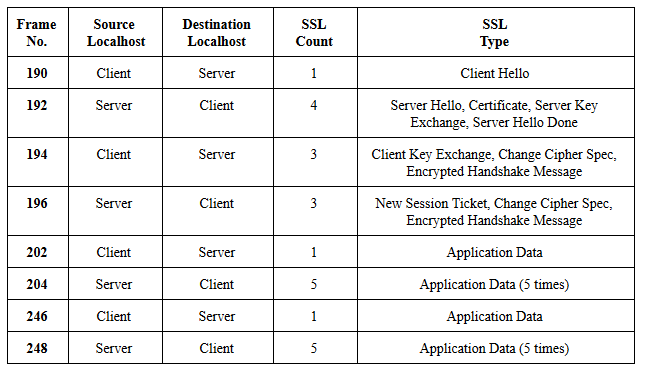 Frame No. Source Localhost Destination Localhost SSL Count SSL Type
190 Client Server 1 Client Hello
192 Server Client 4 Server Hello, Certificate, Server Key
Exchange, Server Hello Done
194 Client Server 3 Client Key Exchange, Change Cipher Spec,
Encrypted Handshake Message
196 Server Client 3 New Session Ticket, Change Cipher Spec,
Encrypted Handshake Message
202 Client Server 1 Application Data
204 Server Client 5 Application Data (5 times)
246 Client Server 1 Application Data
248 Server Client 5 Application Data (5 times)